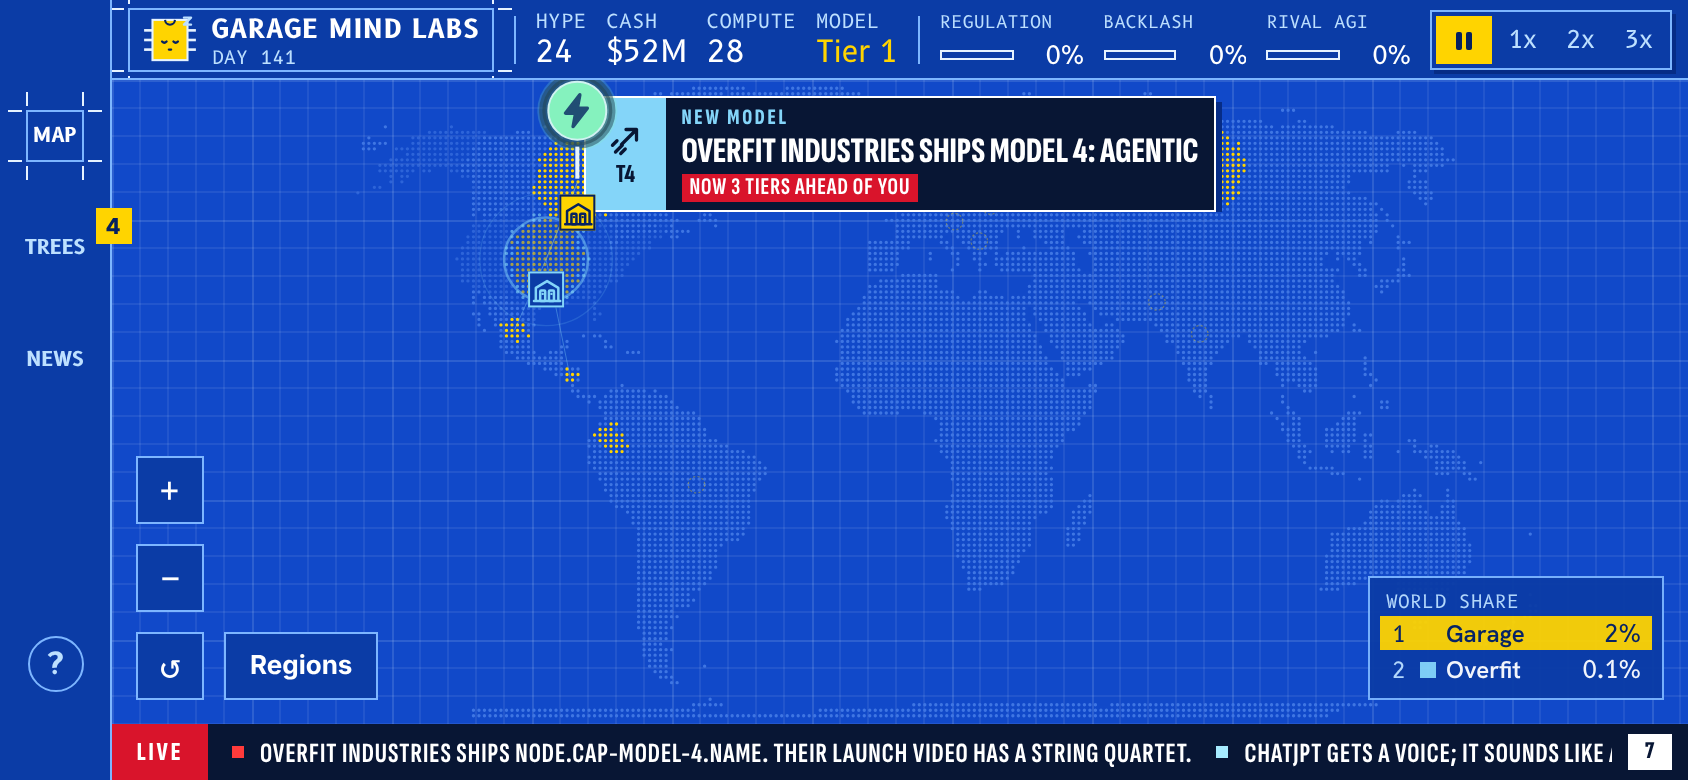 GARAGE MIND LABS
DAY 141
HYPE
24
CASH
$52M
COMPUTE
28
MODEL
Tier 1
REGULATION
0%
BACKLASH
0%
RIVAL AGI
0%
1x
2x
3x
MAP
4
TREES
NEWS
?
T4
NEW MODEL
OVERFIT INDUSTRIES SHIPS MODEL 4: AGENTIC
NOW 3 TIERS AHEAD OF YOU
+
−
↺
Regions
WORLD SHARE
1 Garage 2%
2 Overfit 0.1%
LIVE
OVERFIT INDUSTRIES SHIPS NODE.CAP-MODEL-4.NAME. THEIR LAUNCH VIDEO HAS A STRING QUARTET.
CHATJPT GETS A VOICE; IT SOUNDS LIKE
7